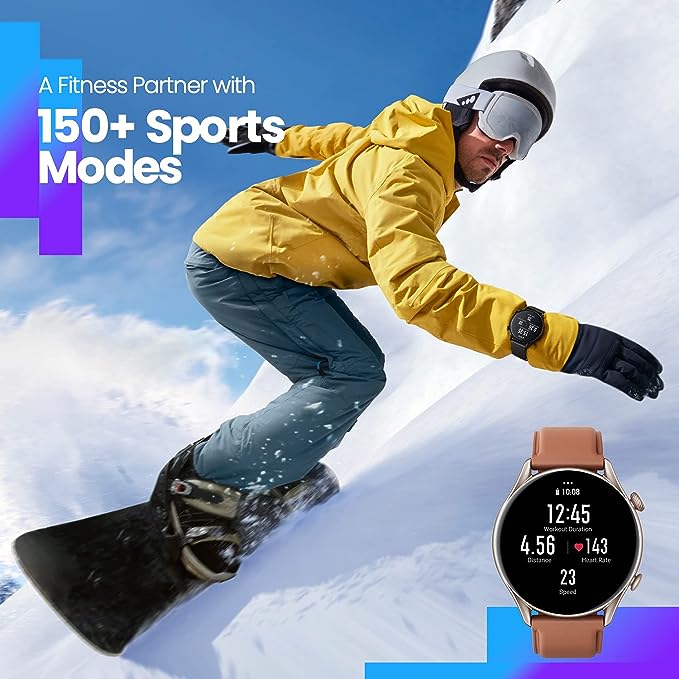 A Fitness Partner with
150+ Sports
Modes
10:08
12:45
Workout Duration
4.56
143
Distance
Heart Rate
23
Speed